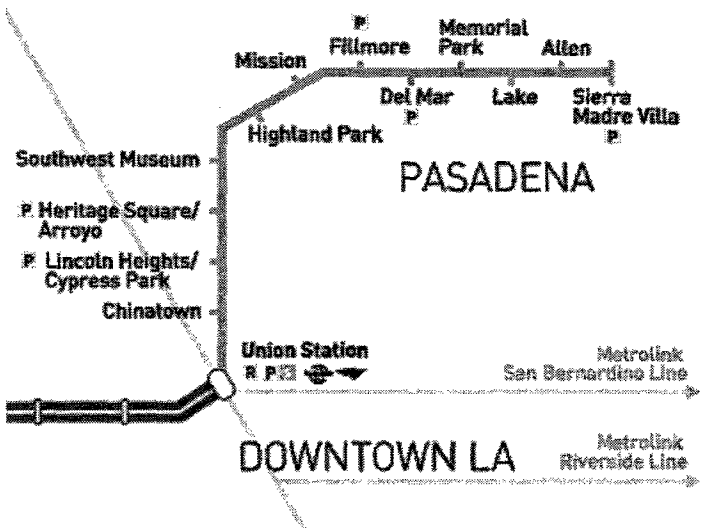 P
Fillmore
Memorial
Park
Allen
Mission
Del Mar
P
Lake
Sierra
Madre Villa
P
Highland Park
Southwest Museum
PASADENA
P Heritage Square/
Arroyo
P Lincoln Heights/
Cypress Park
Chinatown
Union Station
R P
Metrolink
San Bernardino Line
DOWNTOWN LA
Metrolink
Riverside Line